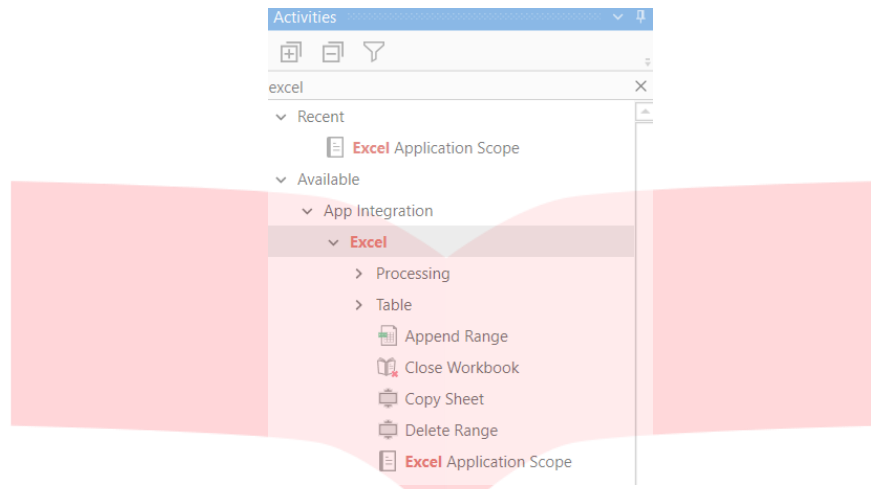 Activities
excel
Recent
Excel Application Scope
Available
App Integration
Excel
Processing
Table
Append Range
Close Workbook
Copy Sheet
Delete Range
Excel Application Scope